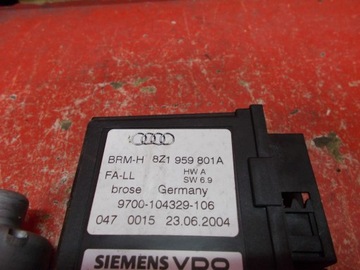 BRM-H 8Z1 959 801A
FA-LL HW A
SW 6.9
brose Germany
9700-104329-106
047 0015 23.06.2004
SIEMENS VDO